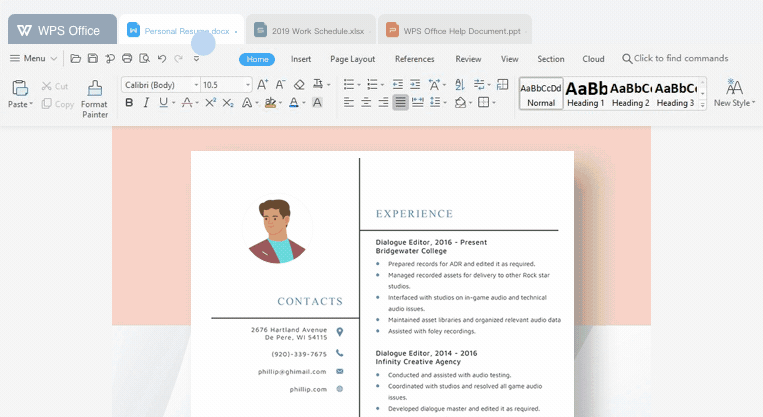 WPS Office
Personal Resume.docx
2019 Work Schedule.xlsx
WPS Office Help Document.ppt
Menu
Home
Insert
Page Layout
References
Review
View
Section
Cloud
Click to find commands
Paste
Cut
Copy
Format
Painter
Calibri (Body)
10.5
AaBbCcDd
Normal
AaBb
Heading 1
AaBbC
Heading 2
AaBbC
Heading 3
New Style
CONTACTS
2676 Hartland Avenue
De Pere, WI 54115
(920)-339-7675
phillip@ghimail.com
phillip.com
EXPERIENCE
Dialogue Editor, 2016 - Present
Bridgewater College
Prepared records for ADR and edited it as required,
Managed recorded assets for delivery to other Rock star
studios.
Interfaced with studios on in-game audio and technical
audio issues.
Maintained asset libraries and organized relevant audio data
Assisted with foley recordings.
Dialogue Editor, 2014 - 2016
Infinity Creative Agency
Conducted and assisted with audio testing.
Coordinated with studios and resolved all game audio
issues.
Developed dialogue master and edited it as required.